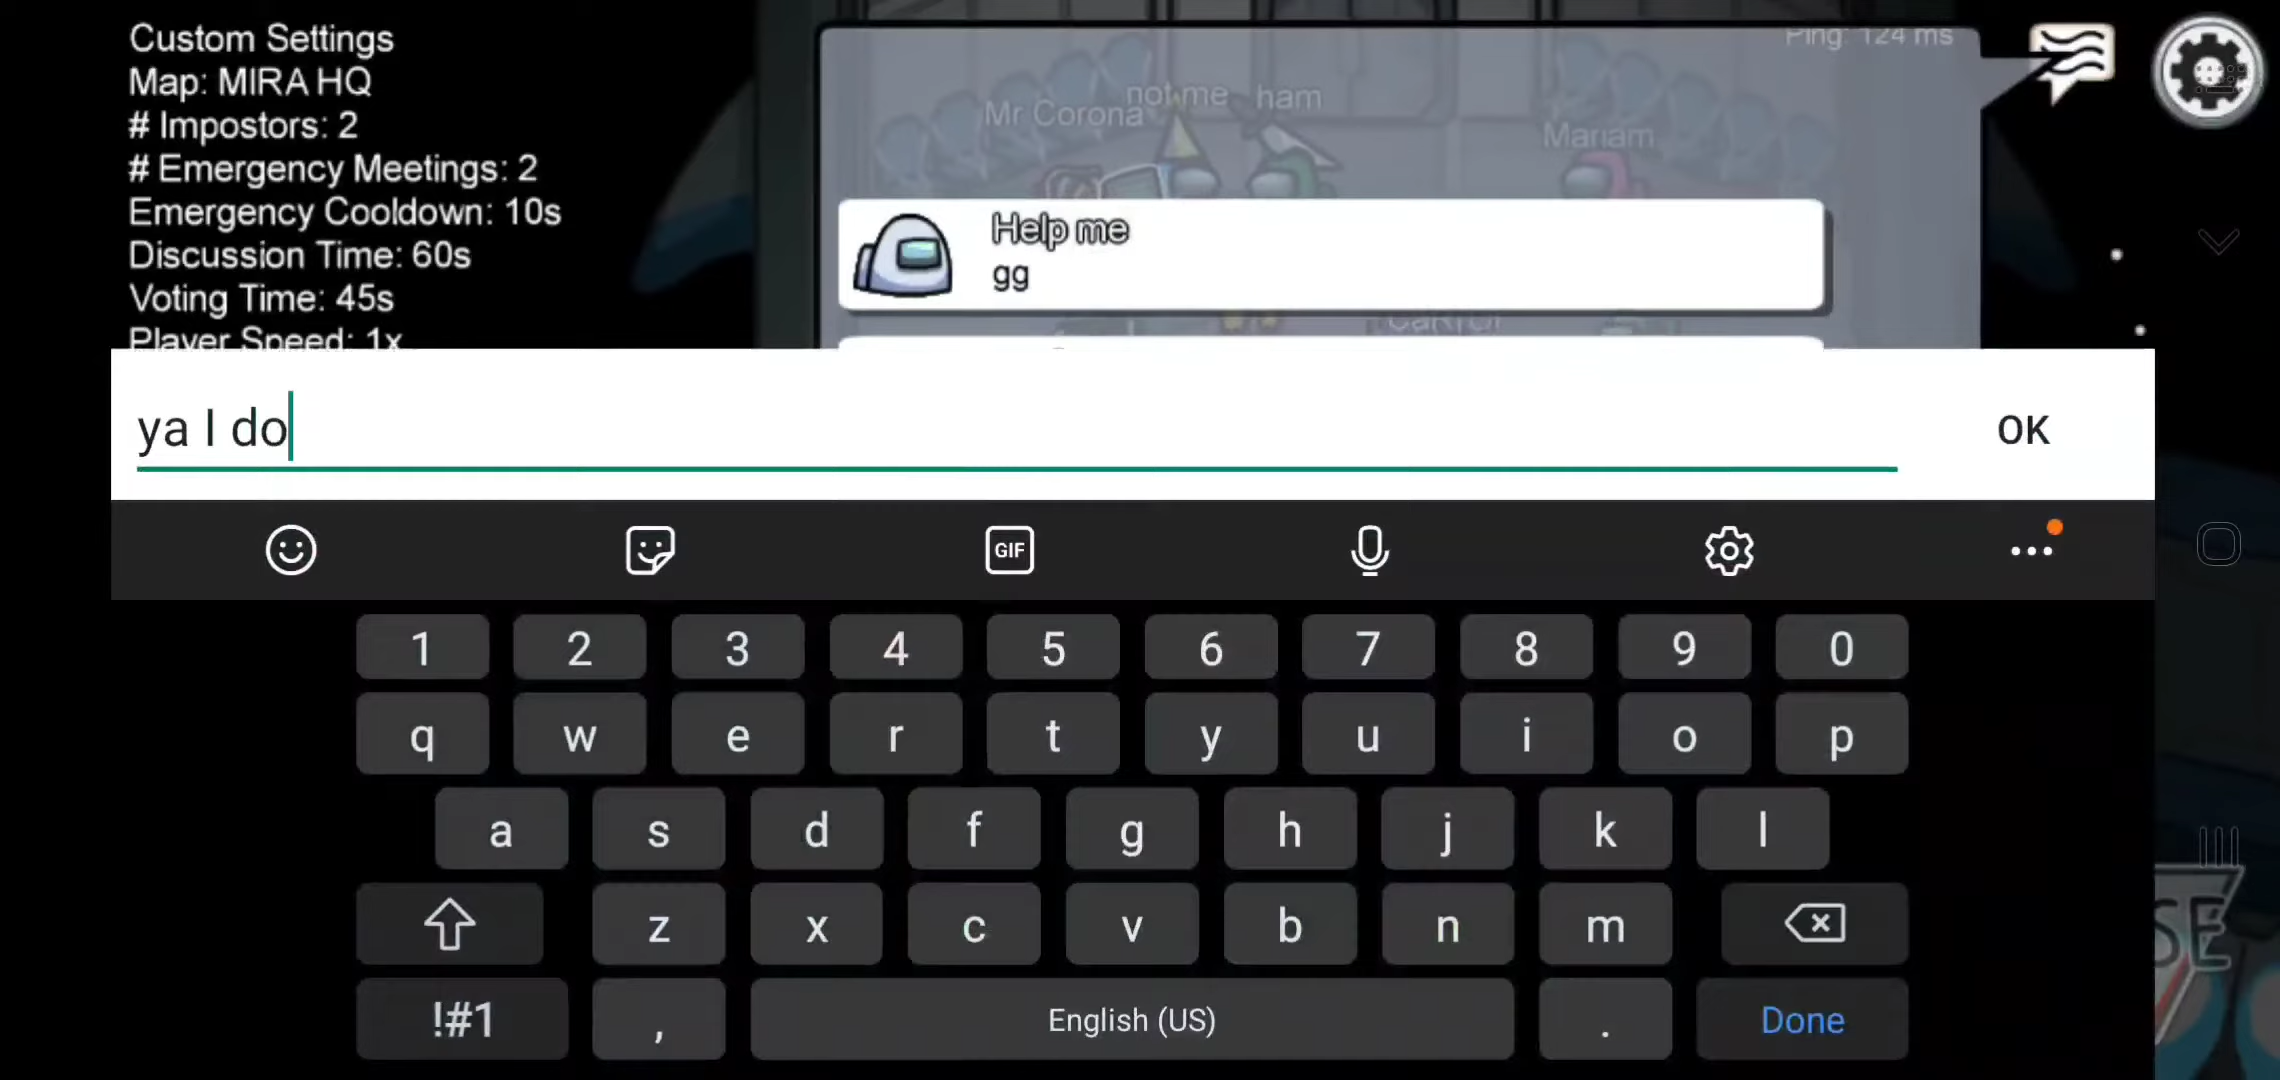 Custom Settings
Map: MIRA HQ
# Impostors: 2
# Emergency Meetings: 2
Emergency Cooldown: 10s
Discussion Time: 60s
Voting Time: 45s
Player Speed: 1x
Ping: 124 ms
Mr Corona
not me
ham
Mariam
Help me
gg
ya I do
OK
GIF
1 2 3 4 5 6 7 8 9 0
q w e r t y u i o p
a s d f g h j k l
z x c v b n m
!#1 , English (US) . Done